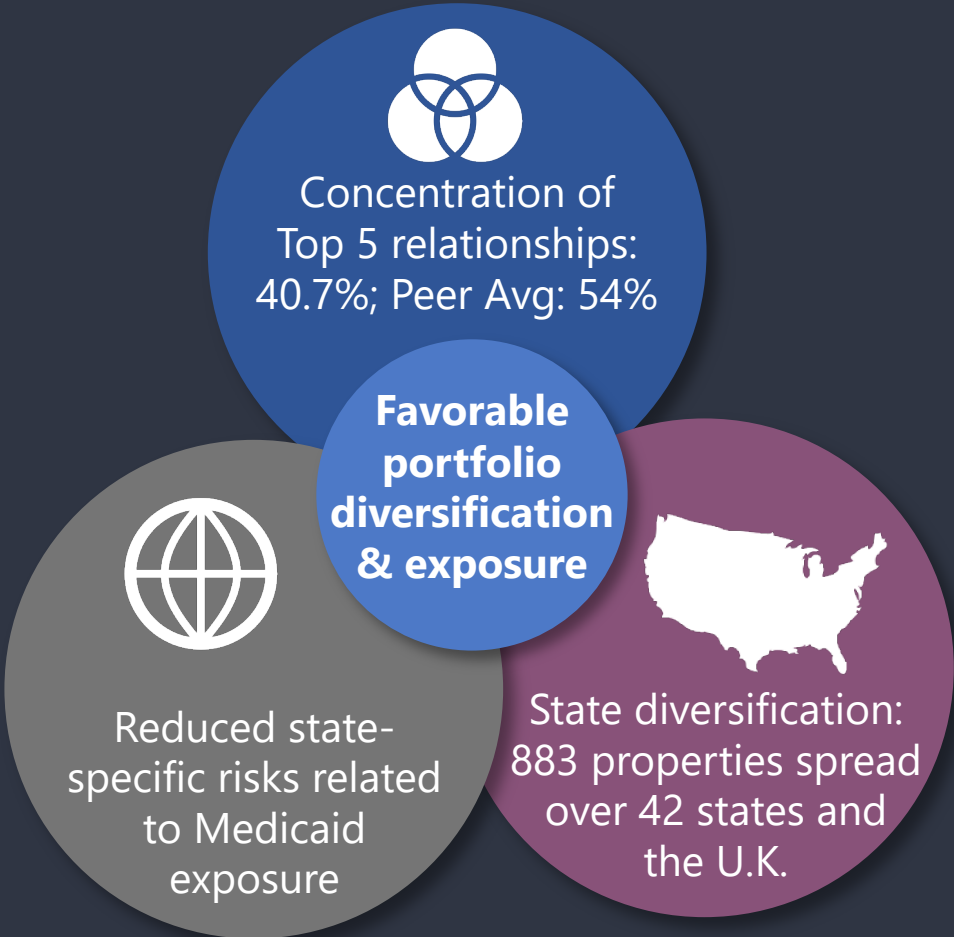 Concentration of
Top 5 relationships:
40.7%; Peer Avg: 54%
Favorable
portfolio
diversification
& exposure
Reduced state-
specific risks related
to Medicaid
exposure
State diversification:
883 properties spread
over 42 states and
the U.K.